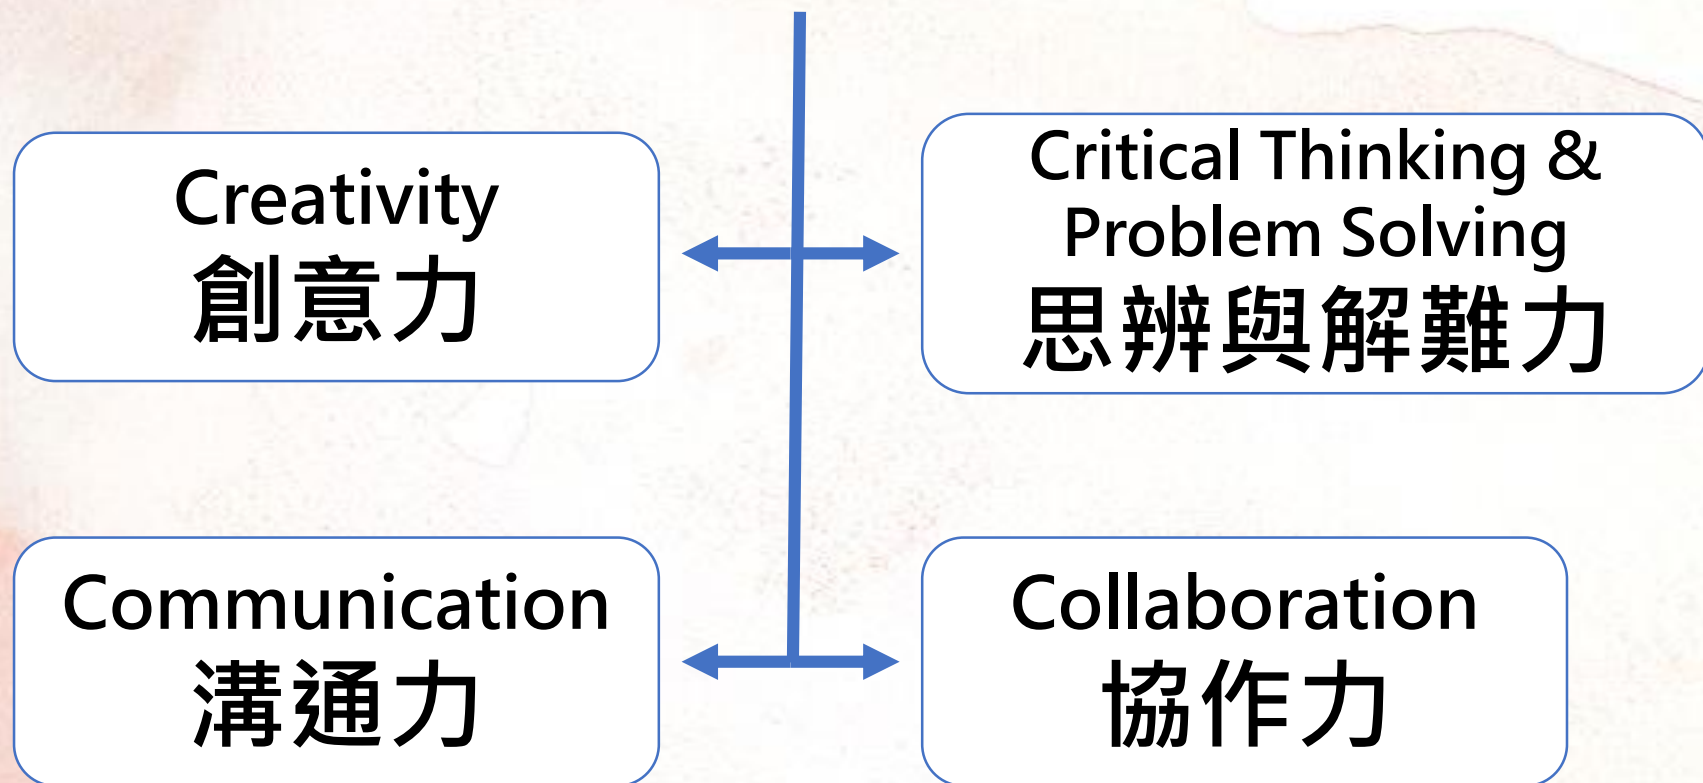 Creativity
創意力
Critical Thinking &
Problem Solving
思辨與解難力
Communication
溝通力
Collaboration
協作力